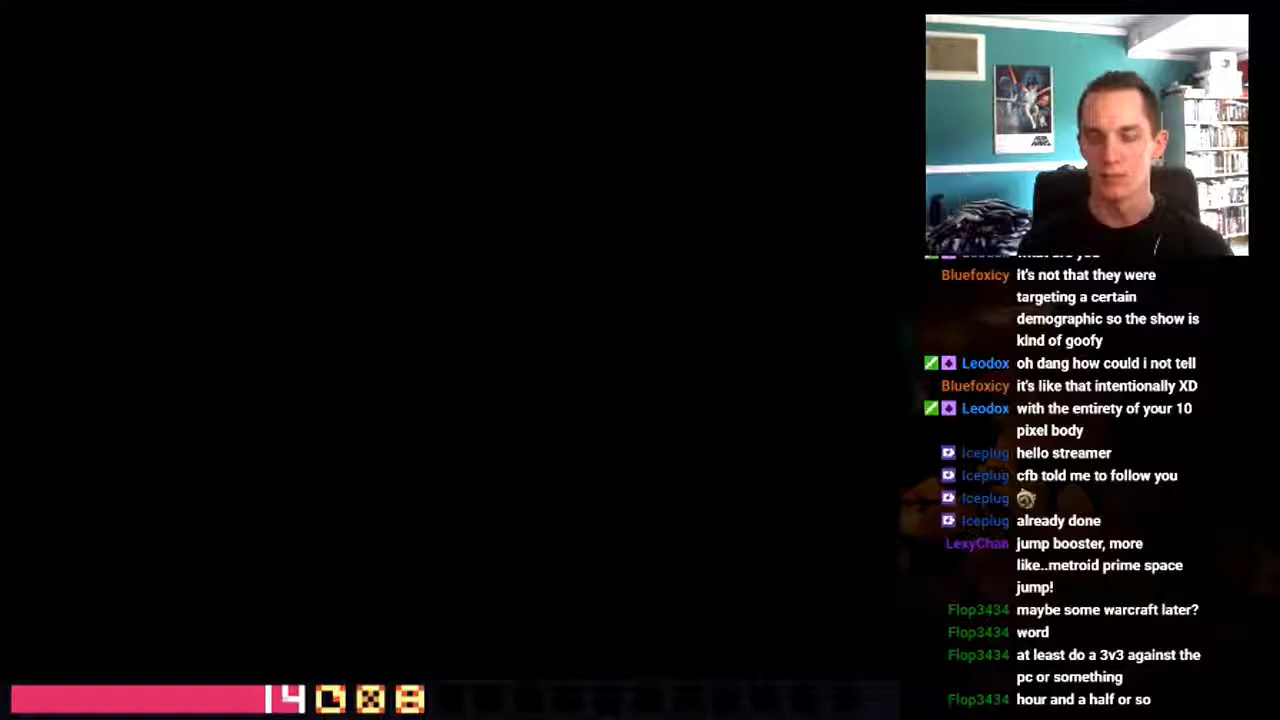 Bluefoxicy it's not that they were
targeting a certain
demographic so the show is
kind of goofy
Leodox oh dang how could i not tell
Bluefoxicy it's like that intentionally XD
Leodox with the entirety of your 10
pixel body
Iceplug hello streamer
Iceplug cfb told me to follow you
Iceplug
Iceplug already done
LexyChan jump booster, more
like..metroid prime space
jump!
Flop3434 maybe some warcraft later?
Flop3434 word
Flop3434 at least do a 3v3 against the
pc or something
Flop3434 hour and a half or so
14